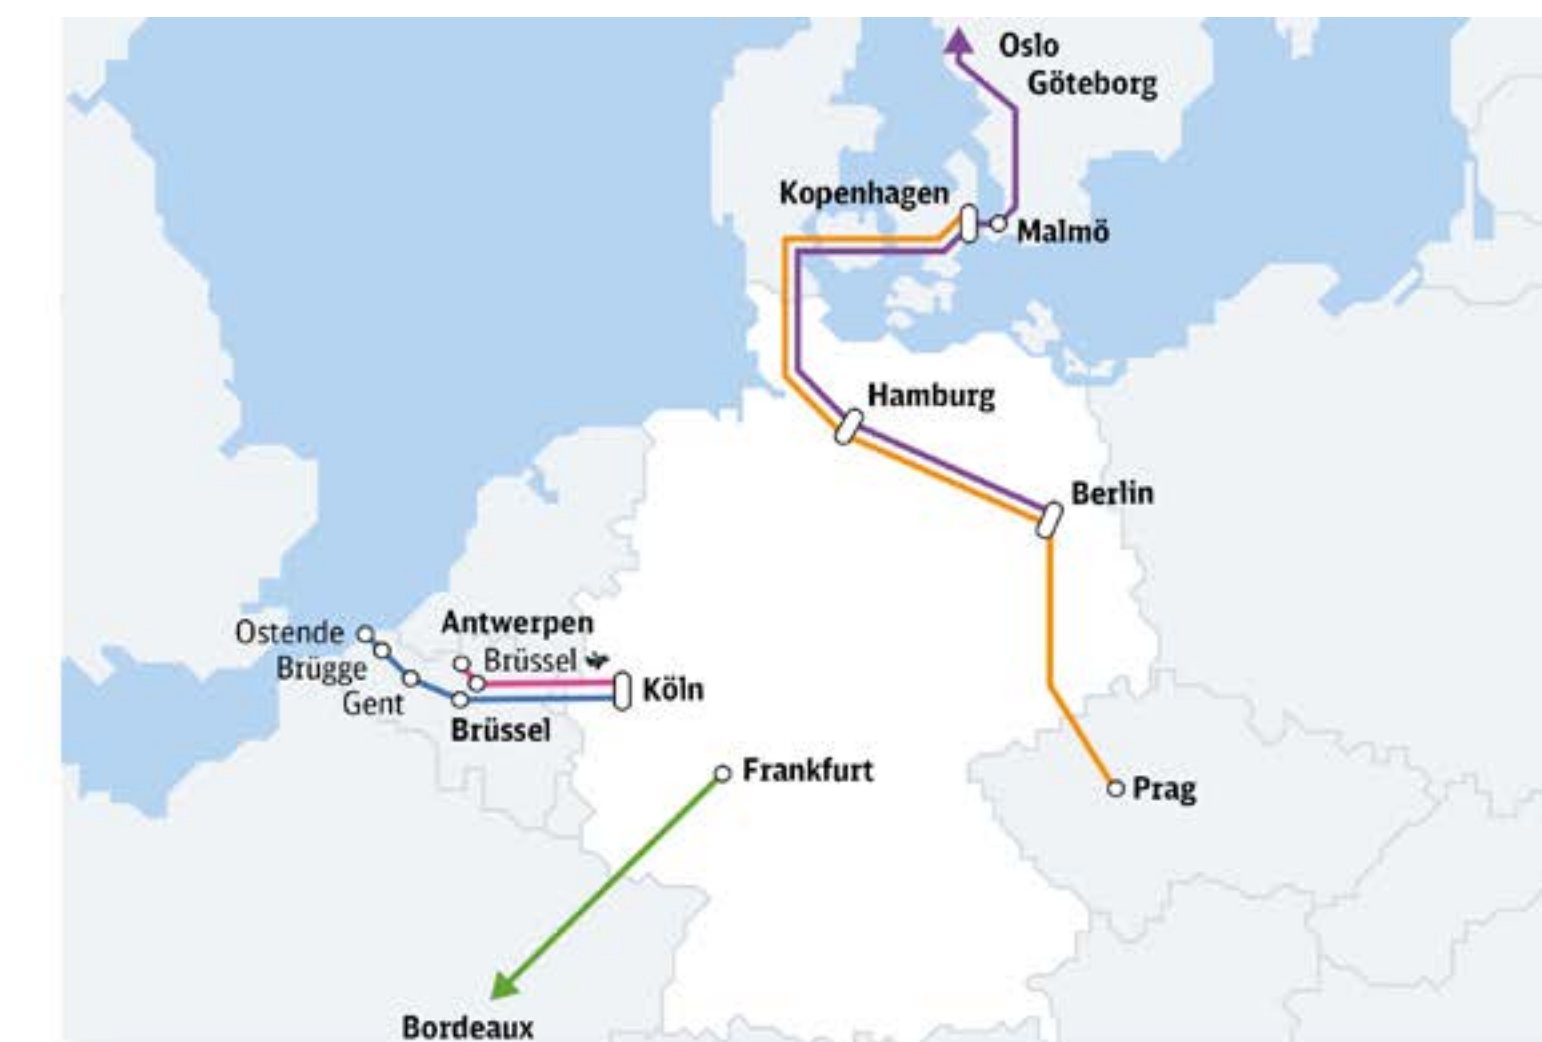 Oslo
Göteborg
Kopenhagen
Malmö
Hamburg
Berlin
Antwerpen
Ostende
Brüssel
Brügge
Köln
Gent
Brüssel
Frankfurt
Prag
Bordeaux